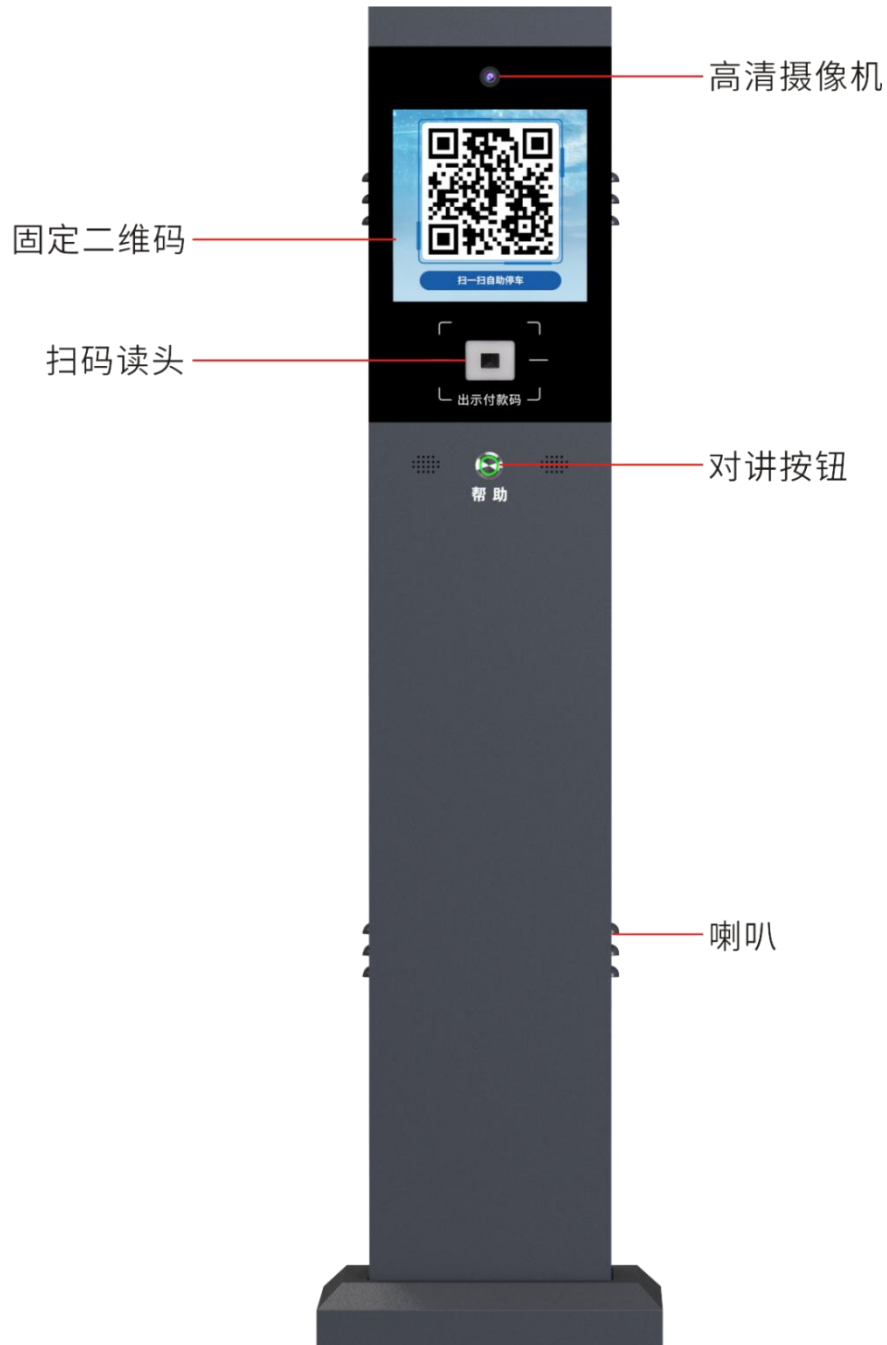 高清摄像机
固定二维码
扫一扫自助停车
扫码读头
出示付款码
对讲按钮
帮助
喇叭